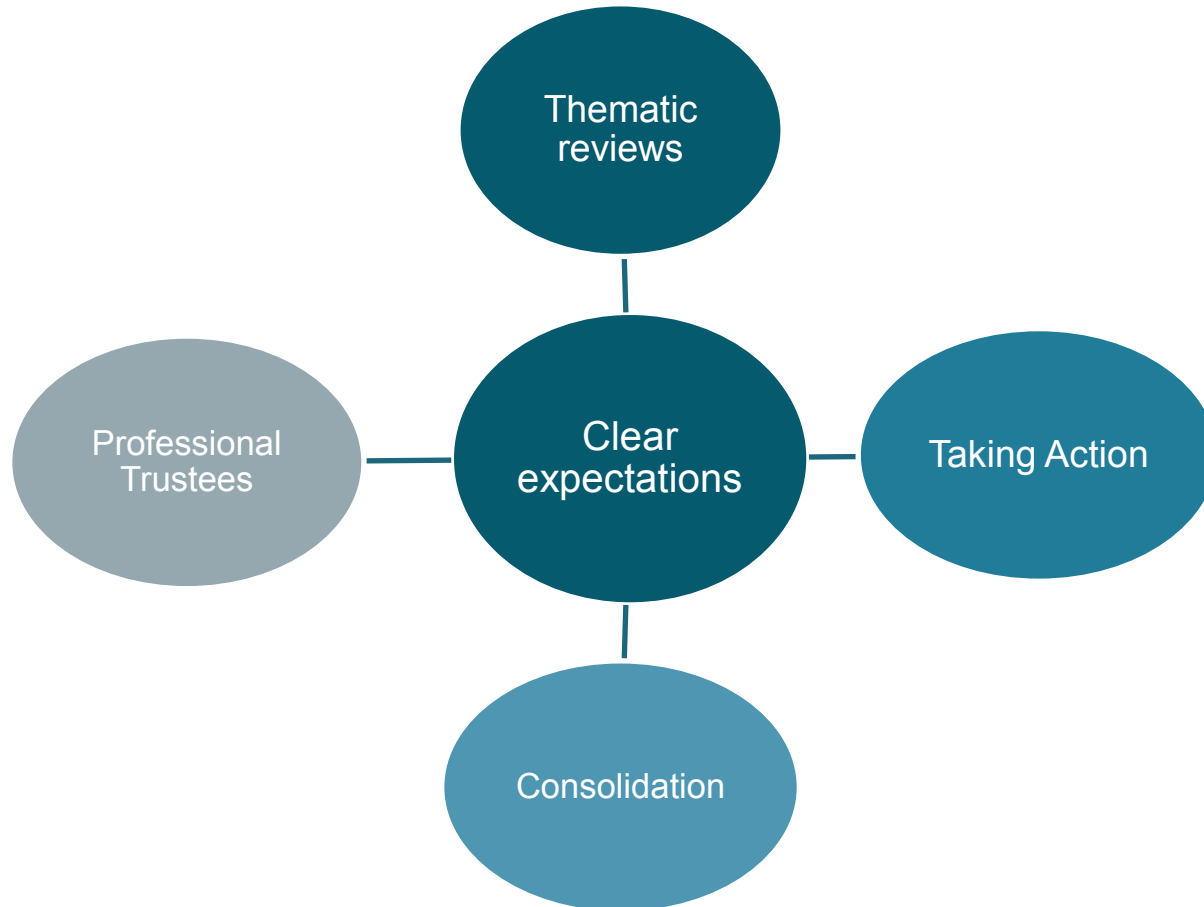 Thematic
reviews
Professional
Trustees
Clear
expectations
Taking Action
Consolidation